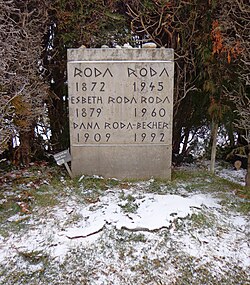 RODA RODA
1872 1945
ESBETH RODA RODA
1879 1960
DANA RODA-BECHER
1909 1992